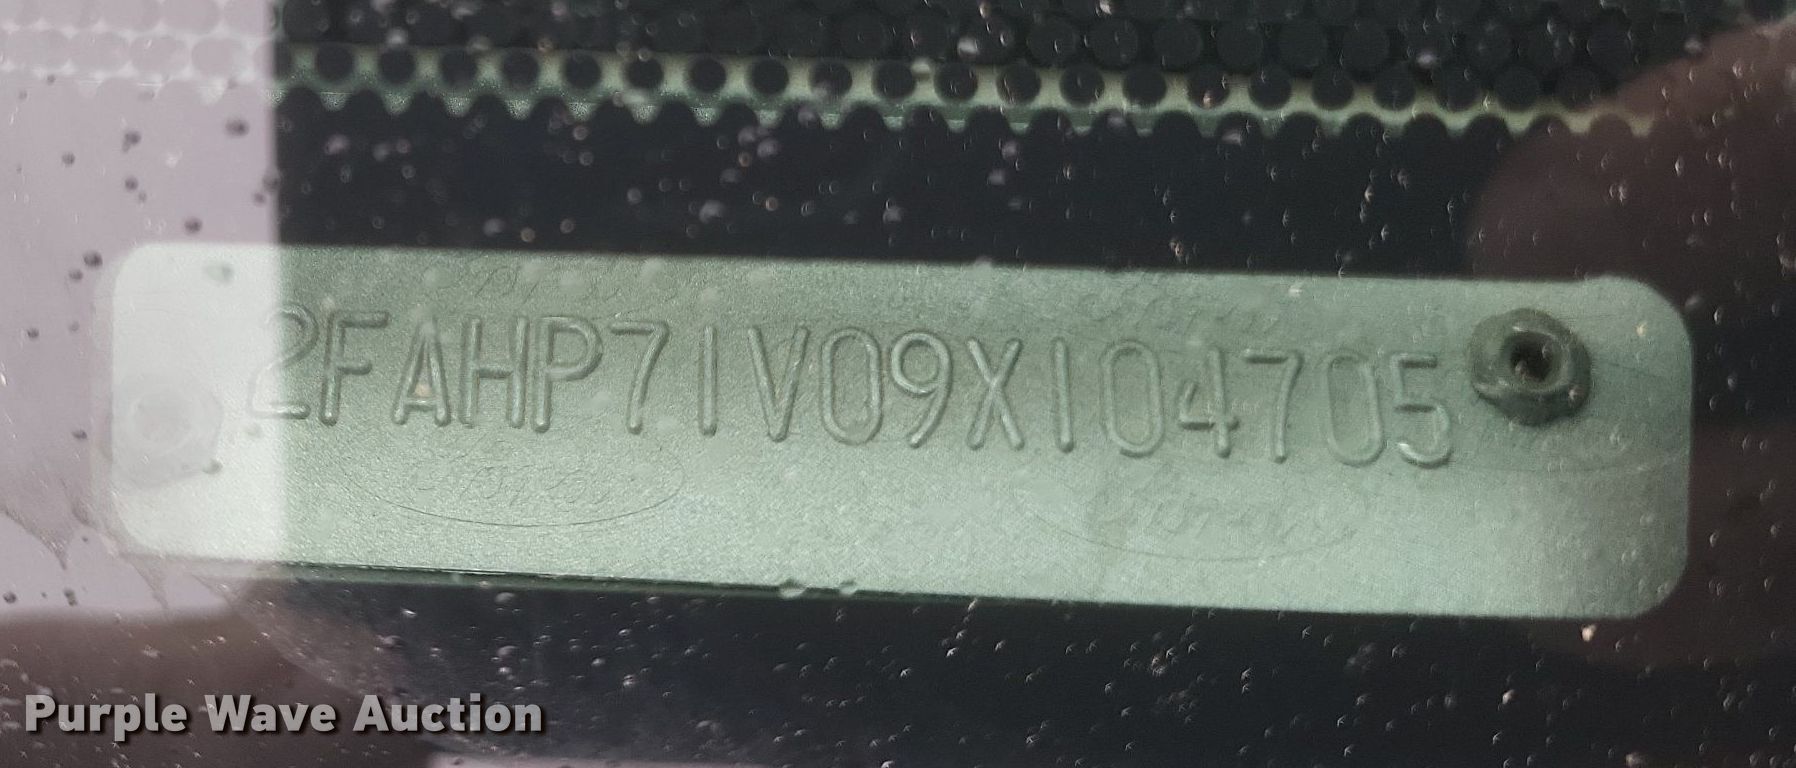 2FAHP71V09X104705
Purple Wave Auction